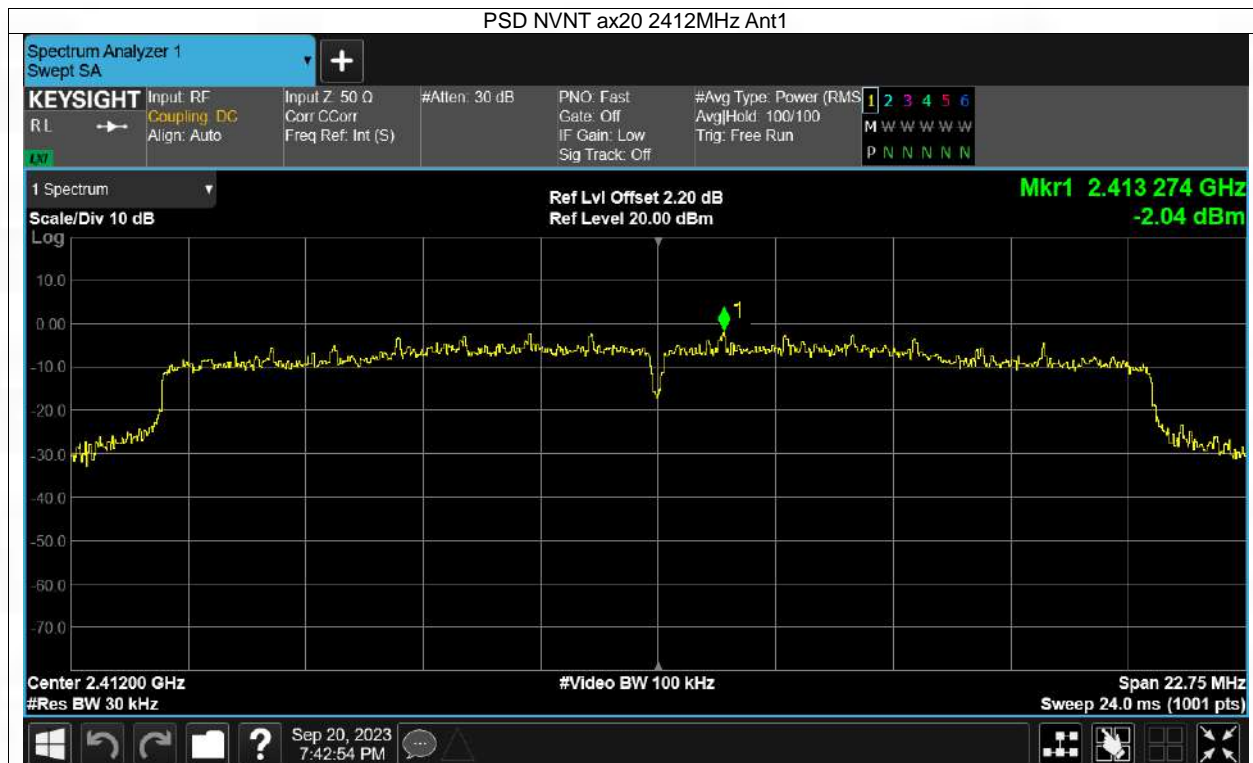 PSD NVNT ax20 2412MHz Ant1
Spectrum Analyzer 1
Swept SA
+
KEYSIGHT
RL
LXI
Input: RF
Coupling: DC
Align: Auto
Input Z: 50 Ω
Corr CCorr
Freq Ref: Int (S)
#Atten: 30 dB
PNO: Fast
Gate: Off
IF Gain: Low
Sig Track: Off
#Avg Type: Power (RMS
Avg|Hold: 100/100
Trig: Free Run
1 2 3 4 5 6
M W W W W W
P N N N N N
1 Spectrum
Scale/Div 10 dB
Log
Ref Lvl Offset 2.20 dB
Ref Level 20.00 dBm
Mkr1 2.413 274 GHz
-2.04 dBm
10.0
0.00
-10.0
-20.0
-30.0
-40.0
-50.0
-60.0
-70.0
1
Center 2.41200 GHz
#Res BW 30 kHz
#Video BW 100 kHz
Span 22.75 MHz
Sweep 24.0 ms (1001 pts)
?
Sep 20, 2023
7:42:54 PM